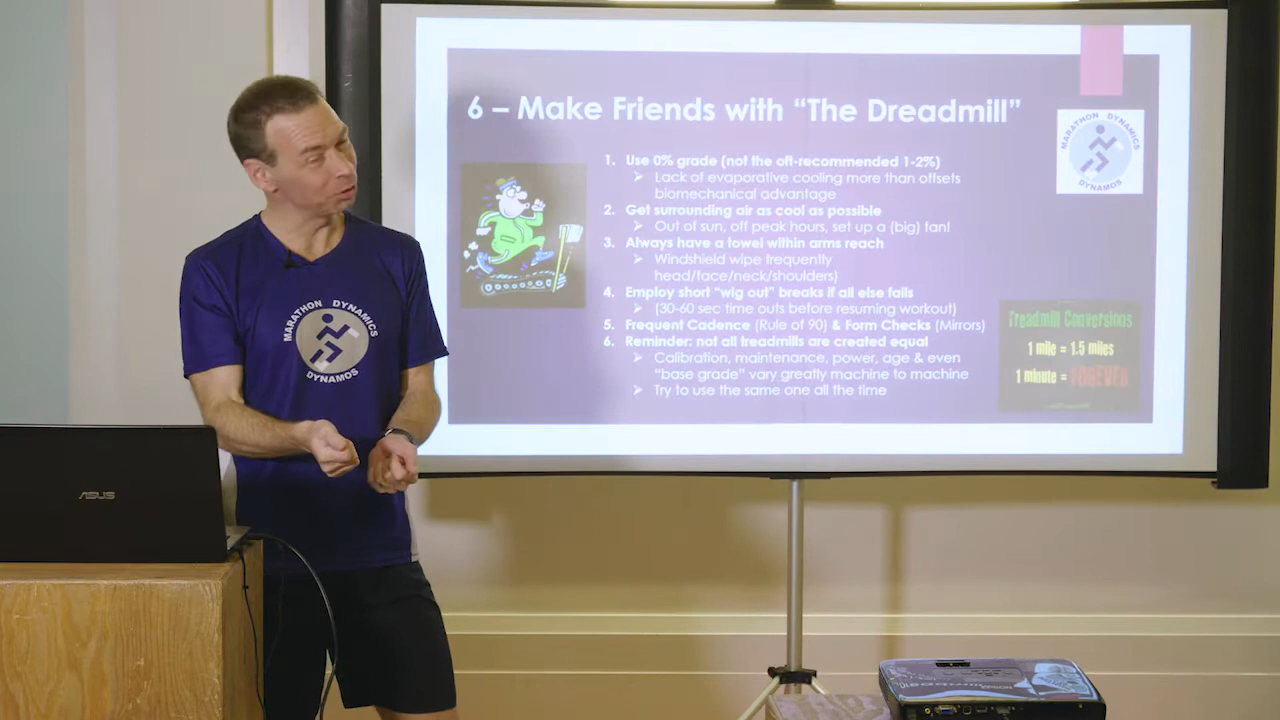 6 – Make Friends with “The Dreadmill”
MARATHON DYNAMICS
DYNAMOS
1. Use 0% grade (not the oft-recommended 1-2%)
Lack of evaporative cooling more than offsets
biomechanical advantage
2. Get surrounding air as cool as possible
Out of sun, off peak hours, set up a (big) fan!
3. Always have a towel within arms reach
Windshield wipe frequently
head/face/neck/shoulders)
4. Employ short “wig out” breaks if all else fails
(30-60 sec time outs before resuming workout)
5. Frequent Cadence (Rule of 90) & Form Checks (Mirrors)
6. Reminder: not all treadmills are created equal
Calibration, maintenance, power, age & even
“base grade” vary greatly machine to machine
Try to use the same one all the time
Treadmill Conversions
1 mile = 1.5 miles
1 minute = FOREVER
MARATHON DYNAMICS
DYNAMOS
ASUS